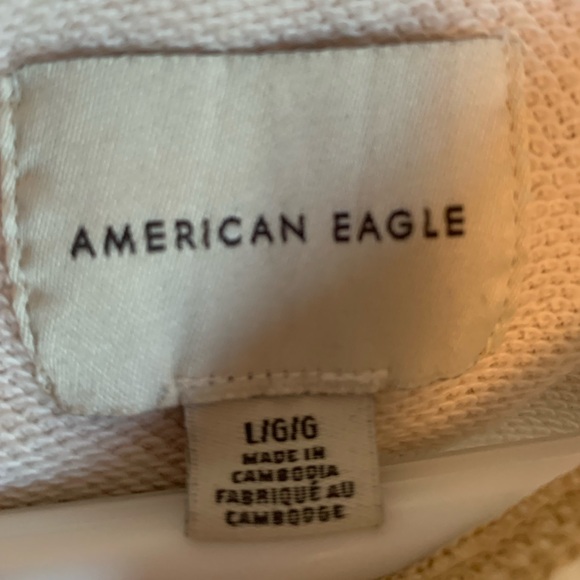 AMERICAN EAGLE
L/G/G
MADE IN
CAMBODIA
FABRIQUÉ AU
CAMBODGE